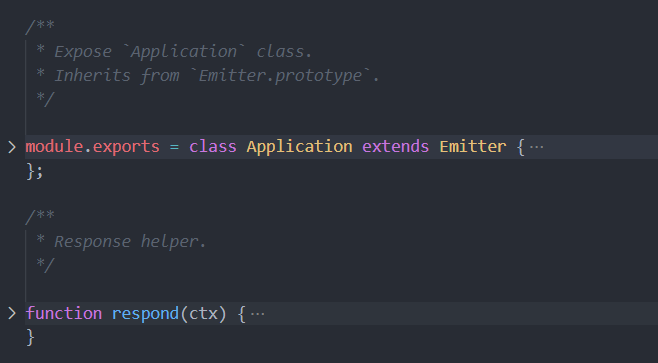 /**
 * Expose `Application` class.
 * Inherits from `Emitter.prototype`.
 */
module.exports = class Application extends Emitter {···
};
/**
 * Response helper.
 */
function respond(ctx) {···
}